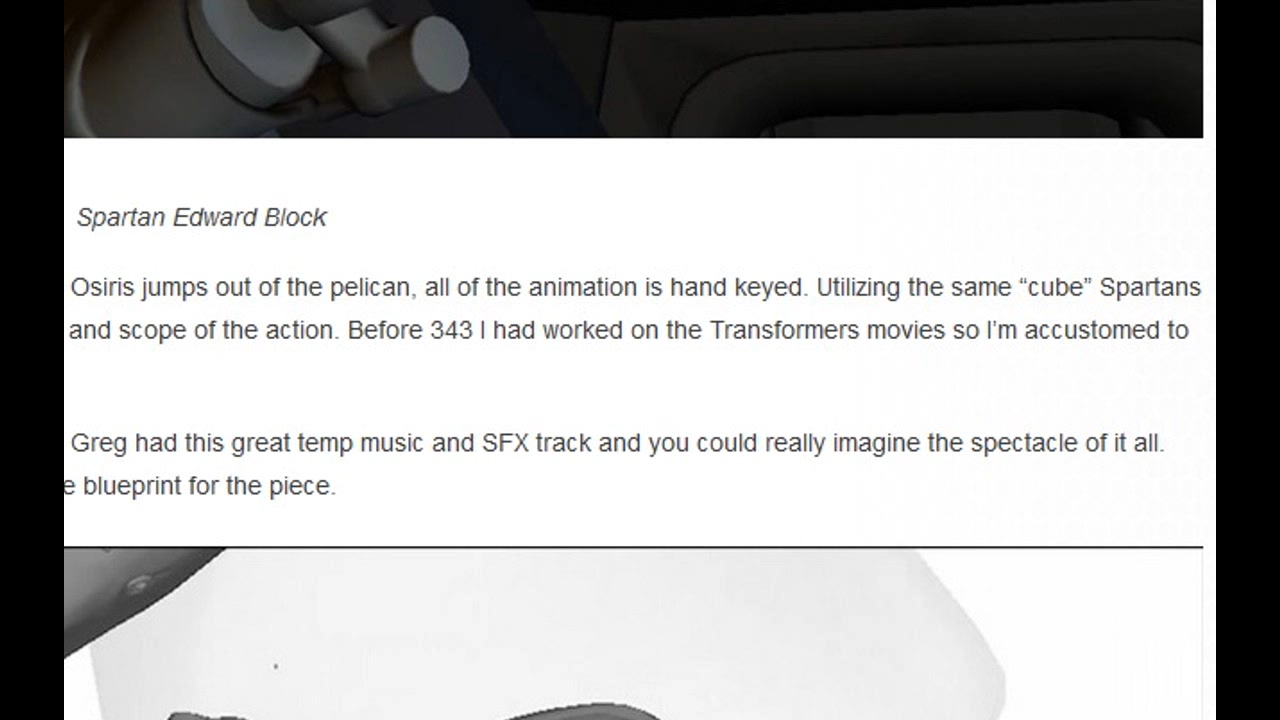 Spartan Edward Block
Osiris jumps out of the pelican, all of the animation is hand keyed. Utilizing the same “cube” Spartans
and scope of the action. Before 343 I had worked on the Transformers movies so I’m accustomed to
Greg had this great temp music and SFX track and you could really imagine the spectacle of it all.
e blueprint for the piece.